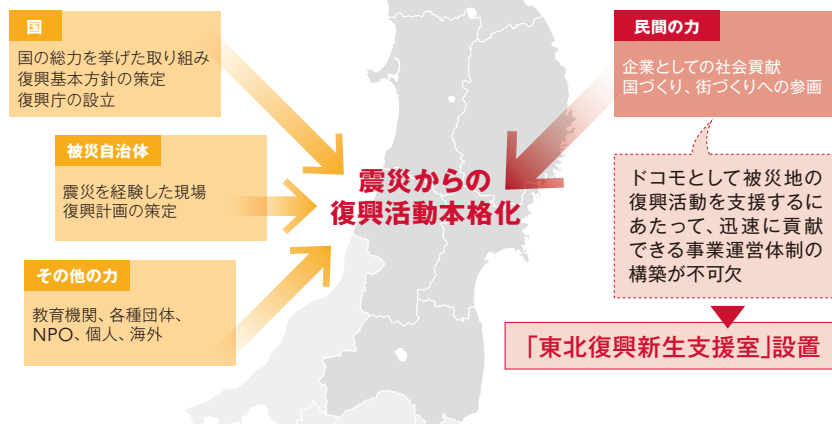 国
国の総力を挙げた取り組み
復興基本方針の策定
復興庁の設立
被災自治体
震災を経験した現場
復興計画の策定
その他の力
教育機関、各種団体、
NPO、個人、海外
震災からの
復興活動本格化
民間の力
企業としての社会貢献
国づくり、街づくりへの参画
ドコモとして被災地の
復興活動を支援するに
あたって、迅速に貢献
できる事業運営体制の
構築が不可欠
「東北復興新生支援室」設置